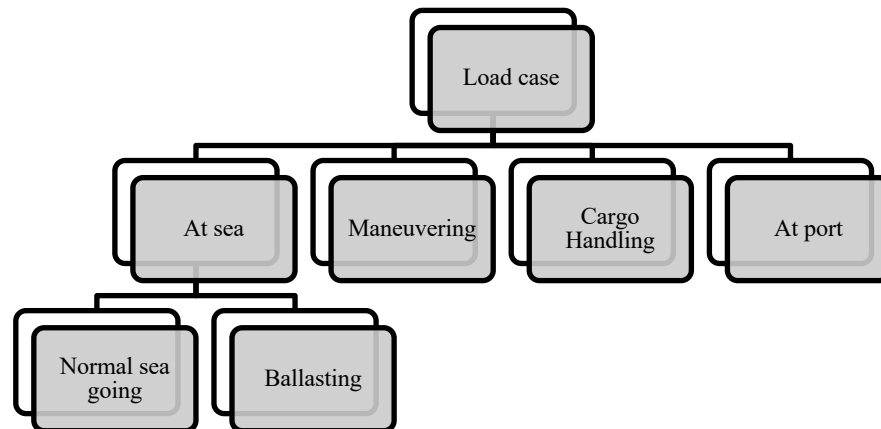 Load case
At sea
Maneuvering
Cargo
Handling
At port
Normal sea
going
Ballasting